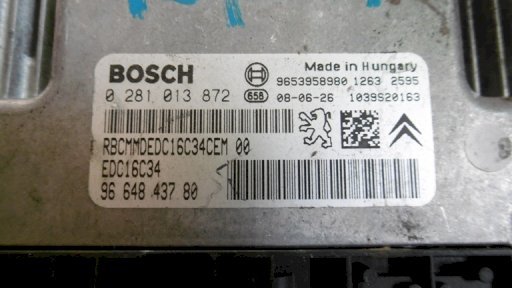 BOSCH
Made in Hungary
9653958980 1263 2595
0 281 013 872 658 08-06-26 1039S20163
RBCMMDEDC16C34CEM 00
EDC16C34
96 648 437 80